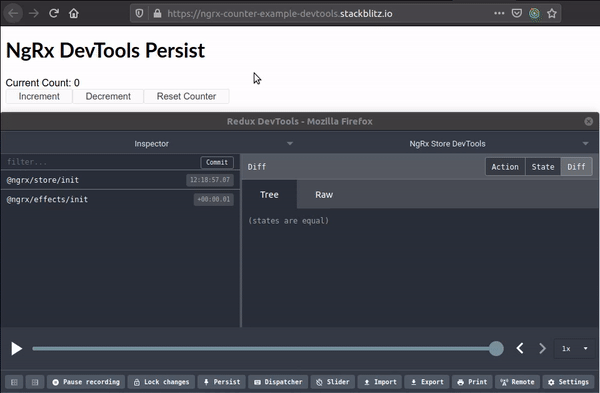 https://ngrx-counter-example-devtools.stackblitz.io
NgRx DevTools Persist
Current Count: 0
Increment Decrement Reset Counter
Redux DevTools - Mozilla Firefox
Inspector NgRx Store DevTools
filter... Commit Diff Action State Diff
@ngrx/store/init 12:18:57.07
@ngrx/effects/init +00:00.01
Tree Raw
(states are equal)
1x
Pause recording Lock changes Persist Dispatcher Slider Import Export Print Remote Settings